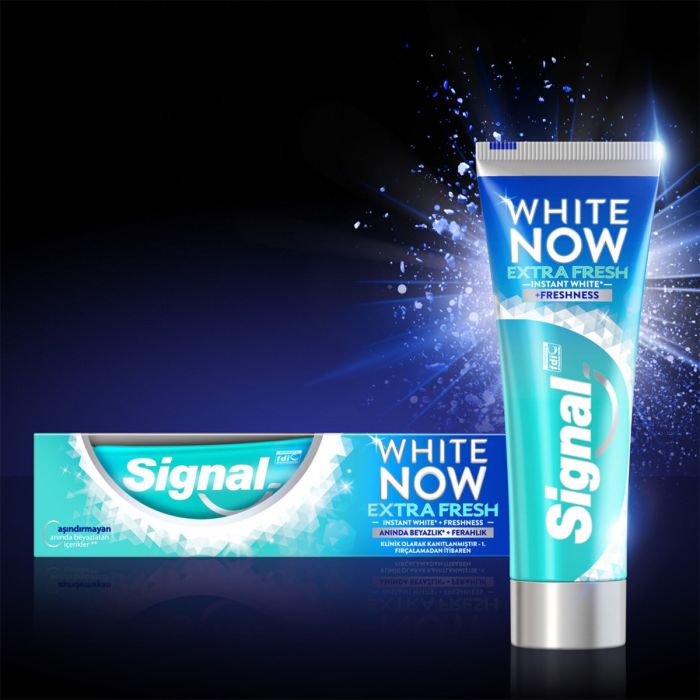 WHITE
NOW
EXTRA FRESH
INSTANT WHITE*
+FRESHNESS
fdi
Signal
Signal
fdi
aşındırmayan
anında beyazlatan
içerikler **
WHITE
NOW
EXTRA FRESH
INSTANT WHITE* + FRESHNESS
ANINDA BEYAZLIK* + FERAHLIK
KLİNİK OLARAK KANITLANMIŞTIR - 1.
FIRÇALAMADAN İTİBAREN